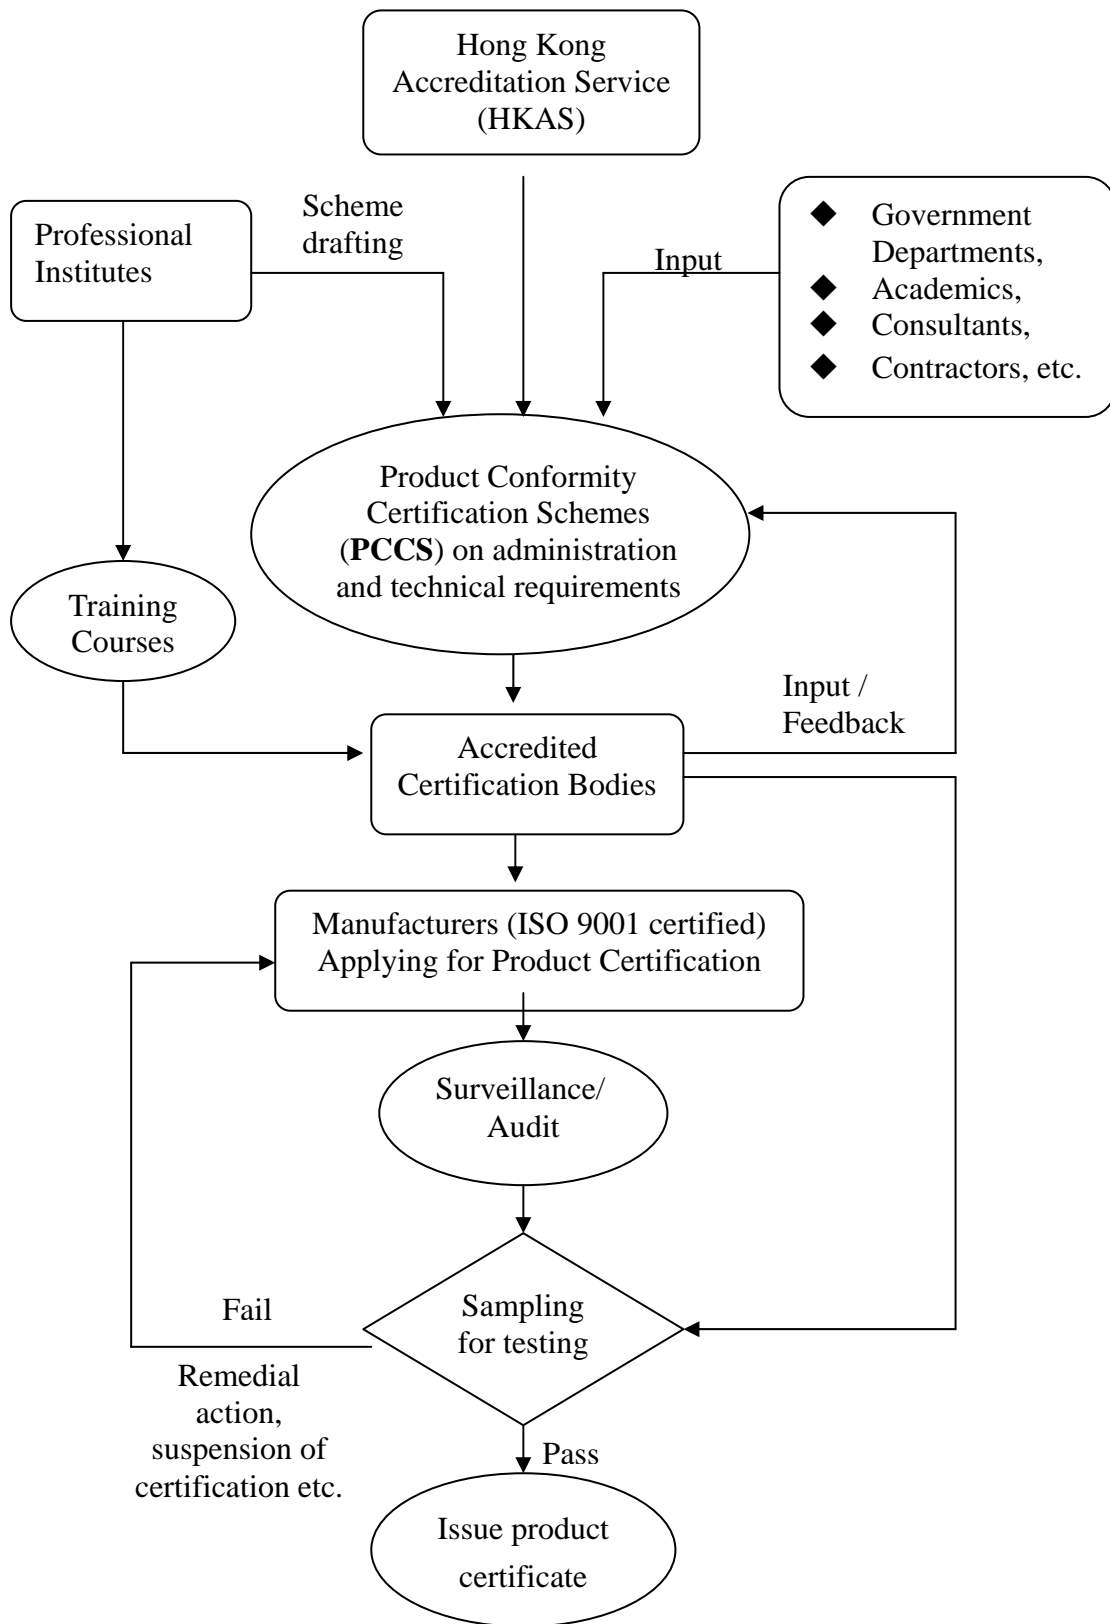 Hong Kong
Accreditation Service
(HKAS)
Professional
Institutes
Scheme
drafting
Input
◆ Government
Departments,
◆ Academics,
◆ Consultants,
◆ Contractors, etc.
Product Conformity
Certification Schemes
(PCCS) on administration
and technical requirements
Training
Courses
Input /
Feedback
Accredited
Certification Bodies
Manufacturers (ISO 9001 certified)
Applying for Product Certification
Surveillance/
Audit
Sampling
for testing
Fail
Remedial
action,
suspension of
certification etc.
Pass
Issue product
certificate